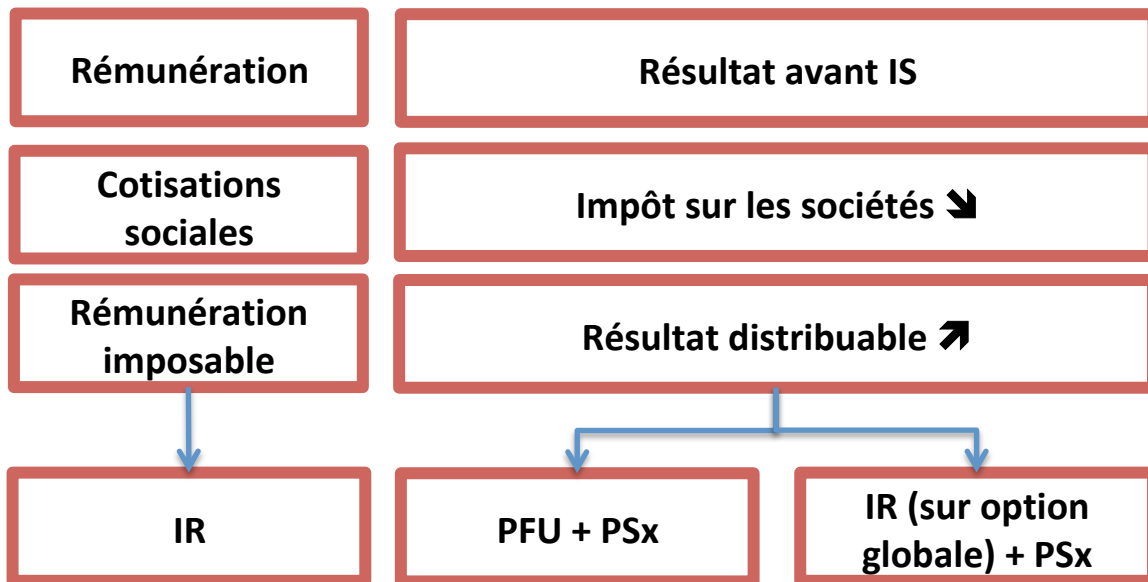 Rémunération
Résultat avant IS
Cotisations
sociales
Impôt sur les sociétés ⬊
Rémunération
imposable
Résultat distribuable ⬈
IR
PFU + PSx
IR (sur option
globale) + PSx